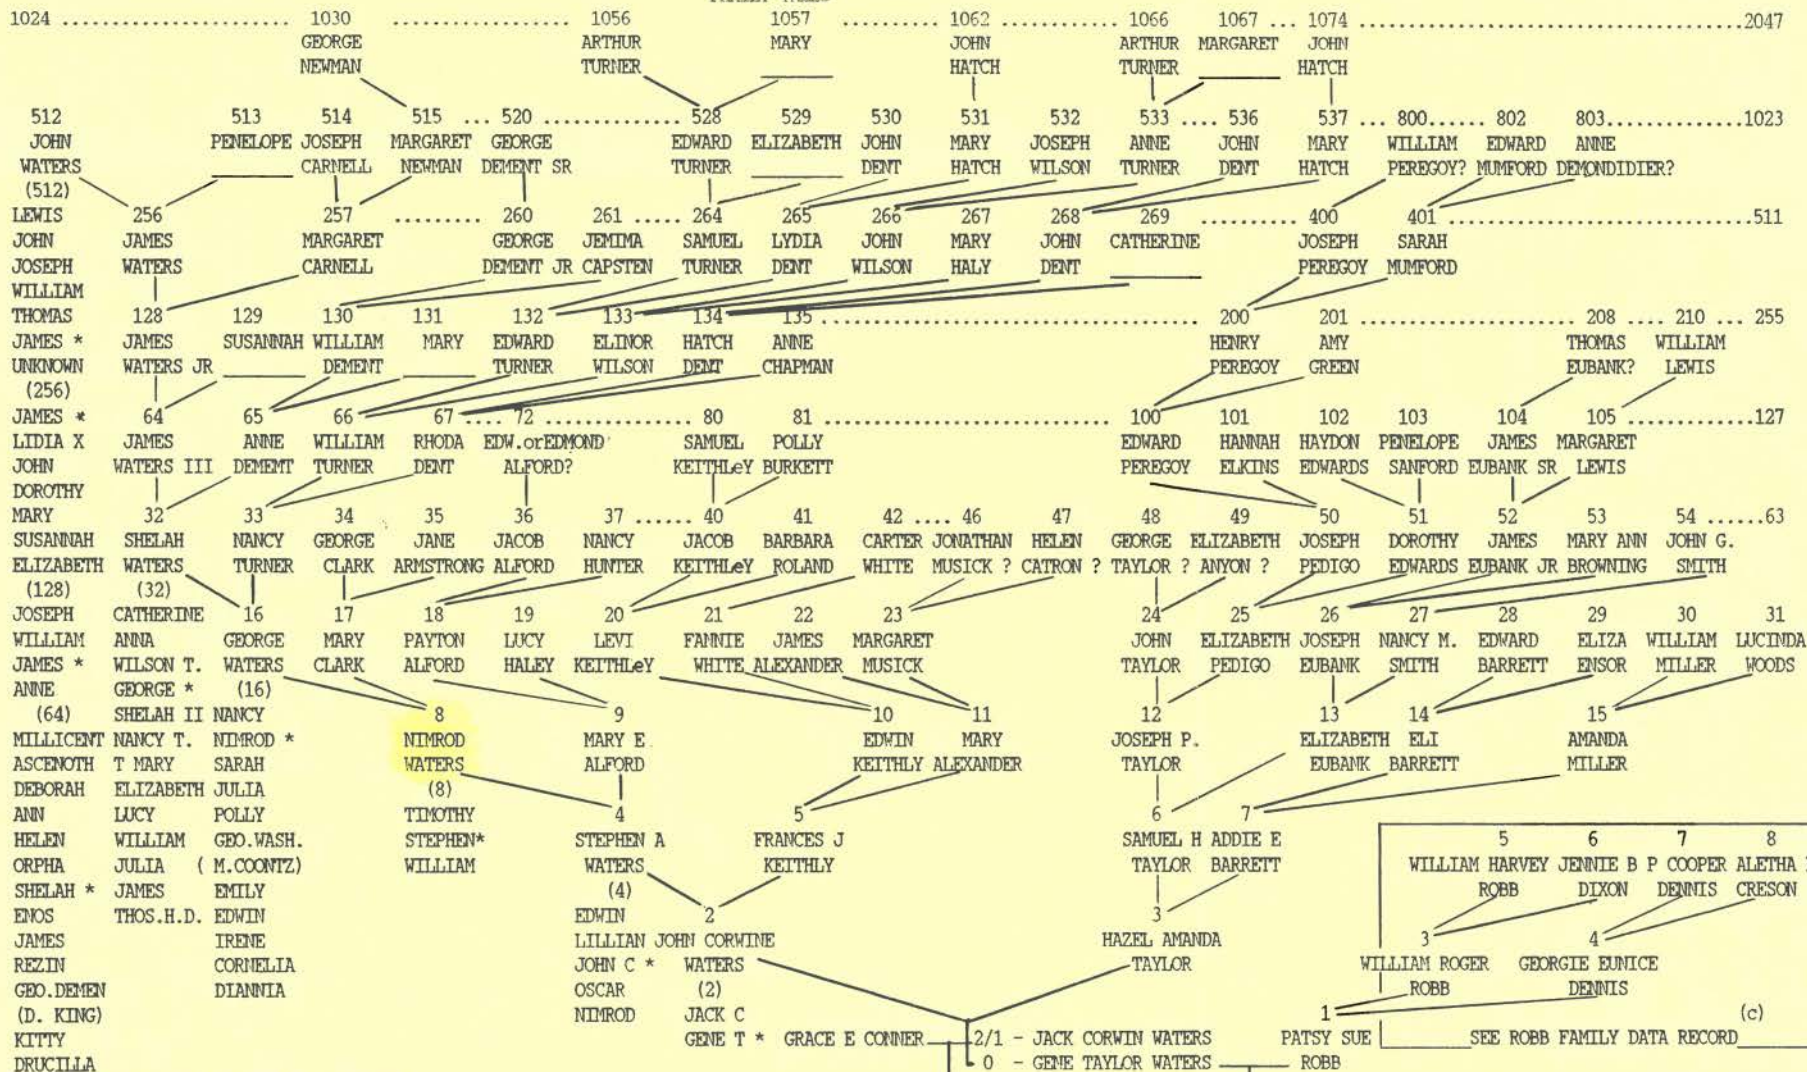 1024 .................. 1030 .................. 1056 .......... 1057 ........ 1062 ............ 1066 .... 1067 ... 1074 ..........................................2047
GEORGE ARTHUR MARY JOHN ARTHUR MARGARET JOHN
NEWMAN TURNER ________ HATCH TURNER ________ HATCH
512 513 514 515 ... 520 ................ 528 529 530 531 532 533 .... 536 537 ... 800...... 802 803................1023
JOHN PENELOPE JOSEPH MARGARET GEORGE EDWARD ELIZABETH JOHN MARY JOSEPH ANNE JOHN MARY WILLIAM EDWARD ANNE
WATERS ________ CARNELL NEWMAN DEMENT SR TURNER ________ DENT HATCH WILSON TURNER DENT HATCH PEREGOY? MUMFORD DEMONDIDIER?
(512)
LEWIS 256 257 ......... 260 261 ..... 264 265 266 267 268 269 .......... 400 401 ................................511
JOHN JAMES MARGARET GEORGE JEMIMA SAMUEL LYDIA JOHN MARY JOHN CATHERINE JOSEPH SARAH
JOSEPH WATERS CARNELL DEMENT JR CAPSTEN TURNER DENT WILSON HALY DENT ________ PEREGOY MUMFORD
WILLIAM
THOMAS 128 129 130 131 132 133 134 135 ...................................... 200 201 ........................ 208 .... 210 ... 255
JAMES * JAMES SUSANNAH WILLIAM MARY EDWARD ELINOR HATCH ANNE HENRY AMY THOMAS WILLIAM
UNKNOWN WATERS JR ________ DEMENT ________ TURNER WILSON DENT CHAPMAN PEREGOY GREEN EUBANK? LEWIS
(256)
JAMES * 64 65 66 67 .... 72 ................ 80 81 .............................. 100 101 102 103 104 105 ............127
LIDIA X JAMES ANNE WILLIAM RHODA EDW.orEDMOND SAMUEL POLLY EDWARD HANNAH HAYDON PENELOPE JAMES MARGARET
JOHN WATERS III DEMEMT TURNER DENT ALFORD? KEITHLeY BURKETT PEREGOY ELKINS EDWARDS SANFORD EUBANK SR LEWIS
DOROTHY
MARY 32 33 34 35 36 37 ...... 40 41 42 .... 46 47 48 49 50 51 52 53 54 ......63
SUSANNAH SHELAH NANCY GEORGE JANE JACOB NANCY JACOB BARBARA CARTER JONATHAN HELEN GEORGE ELIZABETH JOSEPH DOROTHY JAMES MARY ANN JOHN G.
ELIZABETH WATERS TURNER CLARK ARMSTRONG ALFORD HUNTER KEITHLeY ROLAND WHITE MUSICK ? CATRON ? TAYLOR ? ANYON ? PEDIGO EDWARDS EUBANK JR BROWNING SMITH
(128) (32)
JOSEPH CATHERINE 16 17 18 19 20 21 22 23 24 25 26 27 28 29 30 31
WILLIAM ANNA GEORGE MARY PAYTON LUCY LEVI FANNIE JAMES MARGARET JOHN ELIZABETH JOSEPH NANCY M. EDWARD ELIZA WILLIAM LUCINDA
JAMES * WILSON T. WATERS CLARK ALFORD HALEY KEITHLeY WHITE ALEXANDER MUSICK TAYLOR PEDIGO EUBANK SMITH BARRETT ENSOR MILLER WOODS
ANNE GEORGE * (16)
(64) SHELAH II NANCY 8 9 10 11 12 13 14 15
MILLICENT NANCY T. NIMROD * NIMROD MARY E. EDWIN MARY JOSEPH P. ELIZABETH ELI AMANDA
ASCENOTH T MARY SARAH WATERS ALFORD KEITHLY ALEXANDER TAYLOR EUBANK BARRETT MILLER
DEBORAH ELIZABETH JULIA (8)
ANN LUCY POLLY TIMOTHY 4 5 6 7
HELEN WILLIAM GEO.WASH. STEPHEN* STEPHEN A FRANCES J SAMUEL H ADDIE E 5 6 7 8
ORPHA JULIA ( M.COONTZ) WILLIAM WATERS KEITHLY TAYLOR BARRETT WILLIAM HARVEY JENNIE B P COOPER ALETHA
SHELAH * JAMES EMILY (4) ROBB DIXON DENNIS CRESON
ENOS THOS.H.D. EDWIN EDWIN 2 3
JAMES IRENE LILLIAN JOHN CORWINE HAZEL AMANDA 3 4
REZIN CORNELIA JOHN C * WATERS TAYLOR WILLIAM ROGER GEORGIE EUNICE
GEO.DEMEN DIANNIA OSCAR (2) ROBB DENNIS
(D. KING) NIMROD JACK C 1 (c)
KITTY GENE T * GRACE E CONNER 2/1 - JACK CORWIN WATERS PATSY SUE SEE ROBB FAMILY DATA RECORD
DRUCILLA 0 - GENE TAYLOR WATERS ROBB